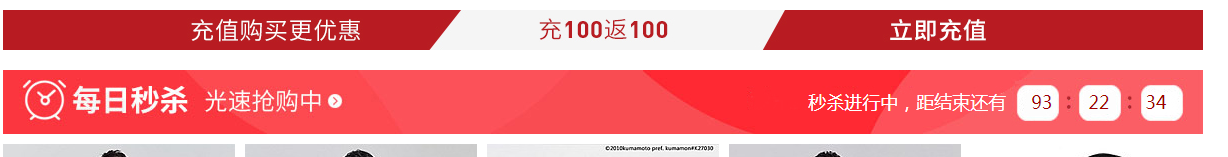 充值购买更优惠 充100返100 立即充值
每日秒杀 光速抢购中 秒杀进行中，距结束还有 93 : 22 : 34
©2010kumamoto pref. kumamon#K27030